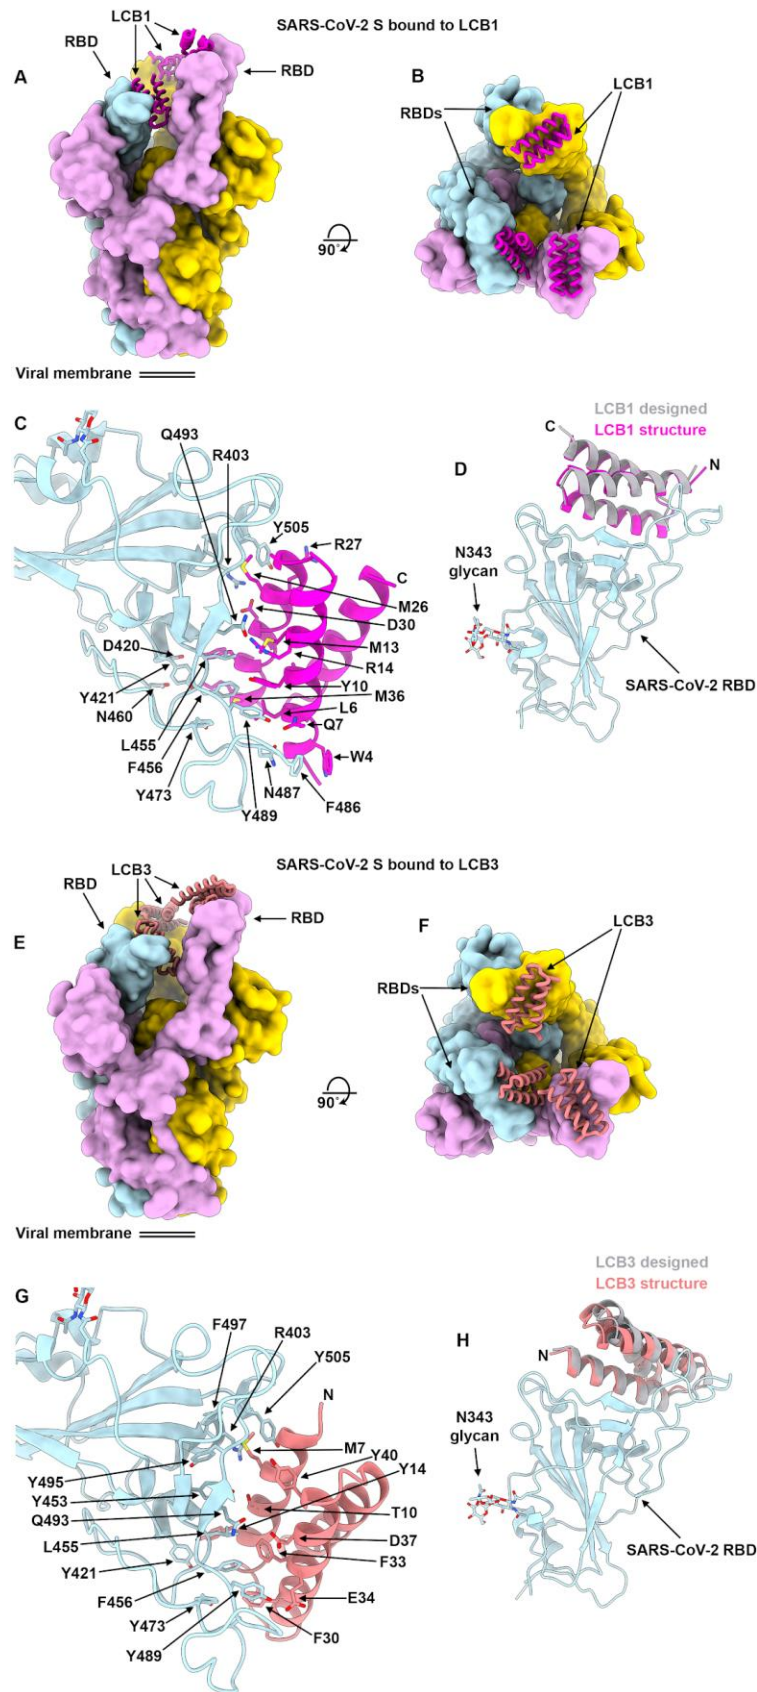 SARS-CoV-2 S bound to LCB1
LCB1
RBD
A
RBD
B
LCB1
RBDs
90°
Viral membrane
C
Q493
R403
Y505
R27
C
M26
D30
M13
R14
D420
Y421
N460
Y10
M36
L455
L6
F456
Q7
Y473
W4
N487
Y489
F486
LCB1 designed
LCB1 structure
C
N
D
N343
glycan
SARS-CoV-2 RBD
SARS-CoV-2 S bound to LCB3
LCB3
RBD
RBD
E
F
LCB3
RBDs
90°
Viral membrane
G
F497
R403
Y505
N
M7
Y40
Y14
Y495
Y453
T10
Q493
L455
D37
F33
Y421
F456
E34
Y473
F30
Y489
LCB3 designed
LCB3 structure
H
N
N343
glycan
SARS-CoV-2 RBD